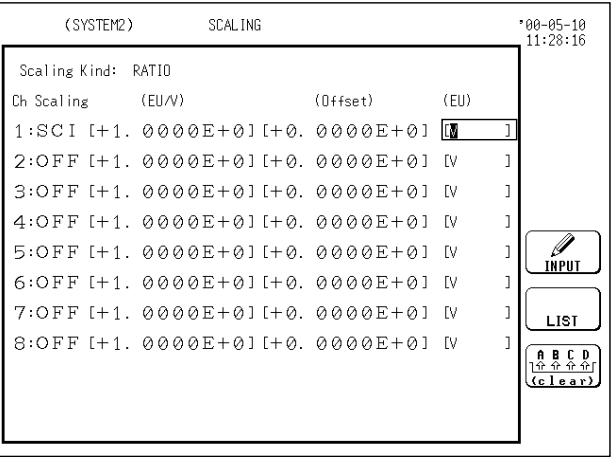 (SYSTEM2) SCALING '00-05-10
11:28:16
Scaling Kind: RATIO
Ch Scaling (EU/V) (Offset) (EU)
1:SCI [+1. 0000E+0] [+0. 0000E+0] [V ]
2:OFF [+1. 0000E+0] [+0. 0000E+0] [V ]
3:OFF [+1. 0000E+0] [+0. 0000E+0] [V ]
4:OFF [+1. 0000E+0] [+0. 0000E+0] [V ]
5:OFF [+1. 0000E+0] [+0. 0000E+0] [V ]
6:OFF [+1. 0000E+0] [+0. 0000E+0] [V ]
7:OFF [+1. 0000E+0] [+0. 0000E+0] [V ]
8:OFF [+1. 0000E+0] [+0. 0000E+0] [V ]
INPUT
LIST
A B C D
(clear)